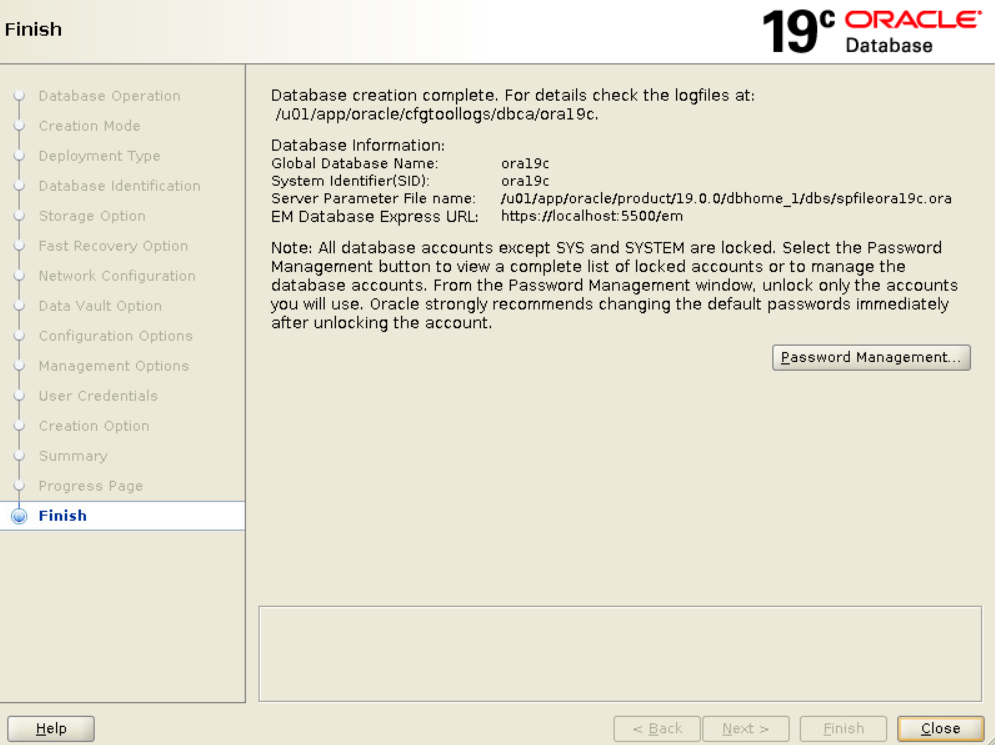 Finish
19c ORACLE
Database
Database Operation
Creation Mode
Deployment Type
Database Identification
Storage Option
Fast Recovery Option
Network Configuration
Data Vault Option
Configuration Options
Management Options
User Credentials
Creation Option
Summary
Progress Page
Finish
Database creation complete. For details check the logfiles at:
/u01/app/oracle/cfgtoollogs/dbca/ora19c.
Database Information:
Global Database Name: ora19c
System Identifier(SID): ora19c
Server Parameter File name: /u01/app/oracle/product/19.0.0/dbhome_1/dbs/spfileora19c.ora
EM Database Express URL: https://localhost:5500/em
Note: All database accounts except SYS and SYSTEM are locked. Select the Password
Management button to view a complete list of locked accounts or to manage the
database accounts. From the Password Management window, unlock only the accounts
you will use. Oracle strongly recommends changing the default passwords immediately
after unlocking the account.
Password Management...
Help
< Back
Next >
Finish
Close